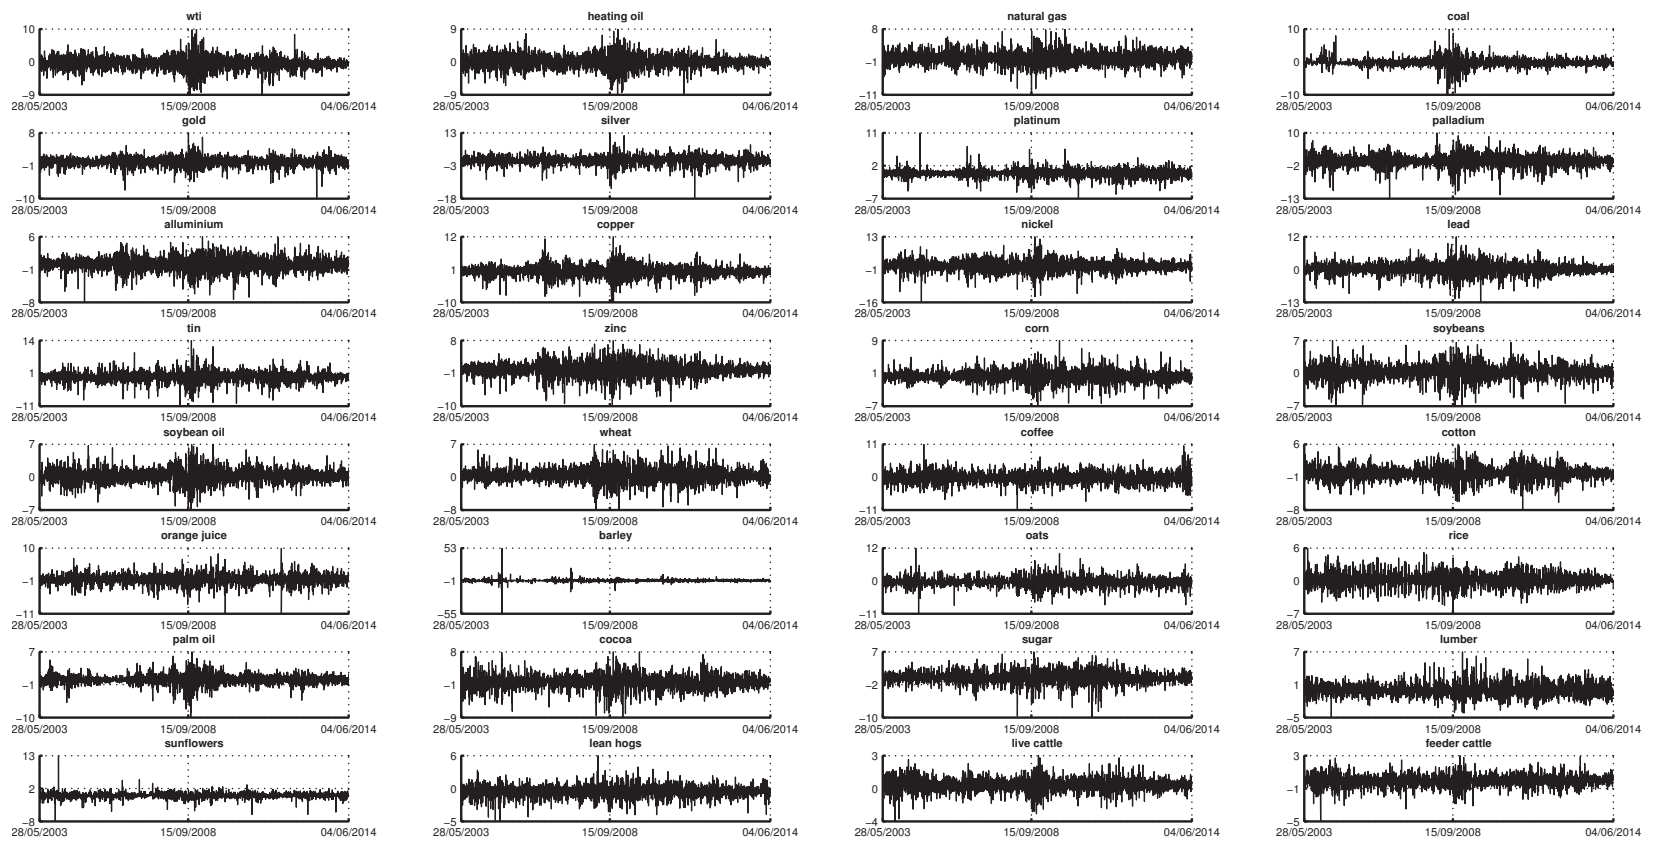 wti heating oil natural gas coal
10 9 8 10
0 0 −1 0
−9 −9 −11 −10
28/05/2003 15/09/2008 04/06/2014 28/05/2003 15/09/2008 04/06/2014 28/05/2003 15/09/2008 04/06/2014 28/05/2003 15/09/2008 04/06/2014
gold silver platinum palladium
8 13 11 10
−1 −3 2 −2
−10 −18 −7 −13
28/05/2003 15/09/2008 04/06/2014 28/05/2003 15/09/2008 04/06/2014 28/05/2003 15/09/2008 04/06/2014 28/05/2003 15/09/2008 04/06/2014
alluminium copper nickel lead
6 12 13 12
−1 1 −1 0
−8 −10 −16 −13
28/05/2003 15/09/2008 04/06/2014 28/05/2003 15/09/2008 04/06/2014 28/05/2003 15/09/2008 04/06/2014 28/05/2003 15/09/2008 04/06/2014
tin zinc corn soybeans
14 8 9 7
1 −1 1 0
−11 −10 −7 −7
28/05/2003 15/09/2008 04/06/2014 28/05/2003 15/09/2008 04/06/2014 28/05/2003 15/09/2008 04/06/2014 28/05/2003 15/09/2008 04/06/2014
soybean oil wheat coffee cotton
7 7 11 6
0 0 0 −1
−7 −8 −11 −8
28/05/2003 15/09/2008 04/06/2014 28/05/2003 15/09/2008 04/06/2014 28/05/2003 15/09/2008 04/06/2014 28/05/2003 15/09/2008 04/06/2014
orange juice barley oats rice
10 53 12 6
−1 −1 0 0
−11 −55 −11 −7
28/05/2003 15/09/2008 04/06/2014 28/05/2003 15/09/2008 04/06/2014 28/05/2003 15/09/2008 04/06/2014 28/05/2003 15/09/2008 04/06/2014
palm oil cocoa sugar lumber
7 8 7 7
−1 −1 −2 1
−10 −9 −10 −5
28/05/2003 15/09/2008 04/06/2014 28/05/2003 15/09/2008 04/06/2014 28/05/2003 15/09/2008 04/06/2014 28/05/2003 15/09/2008 04/06/2014
sunflowers lean hogs live cattle feeder cattle
13 6 3 3
2 0 0 −1
−8 −5 −4 −5
28/05/2003 15/09/2008 04/06/2014 28/05/2003 15/09/2008 04/06/2014 28/05/2003 15/09/2008 04/06/2014 28/05/2003 15/09/2008 04/06/2014